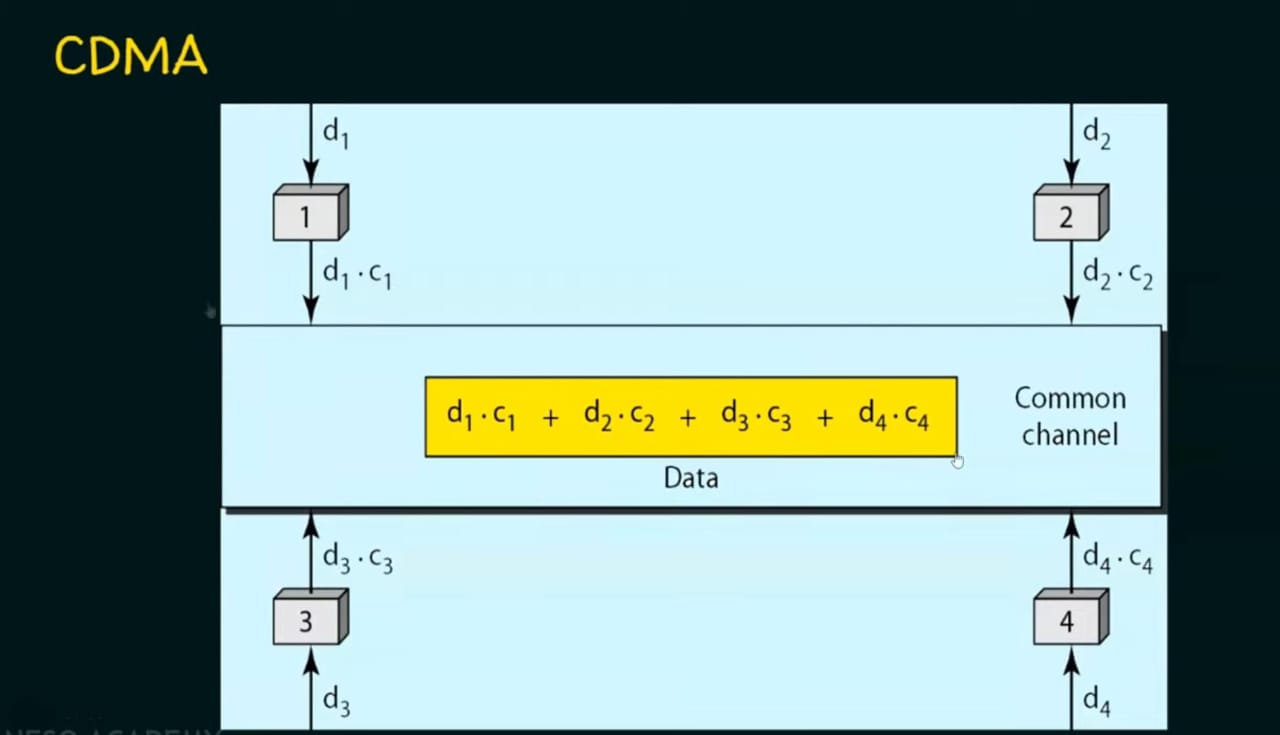 CDMA
d₁ d₂
1 2
d₁ · c₁ d₂ · c₂
d₁ · c₁ + d₂ · c₂ + d₃ · c₃ + d₄ · c₄
Common
channel
Data
d₃ · c₃ d₄ · c₄
3 4
d₃ d₄